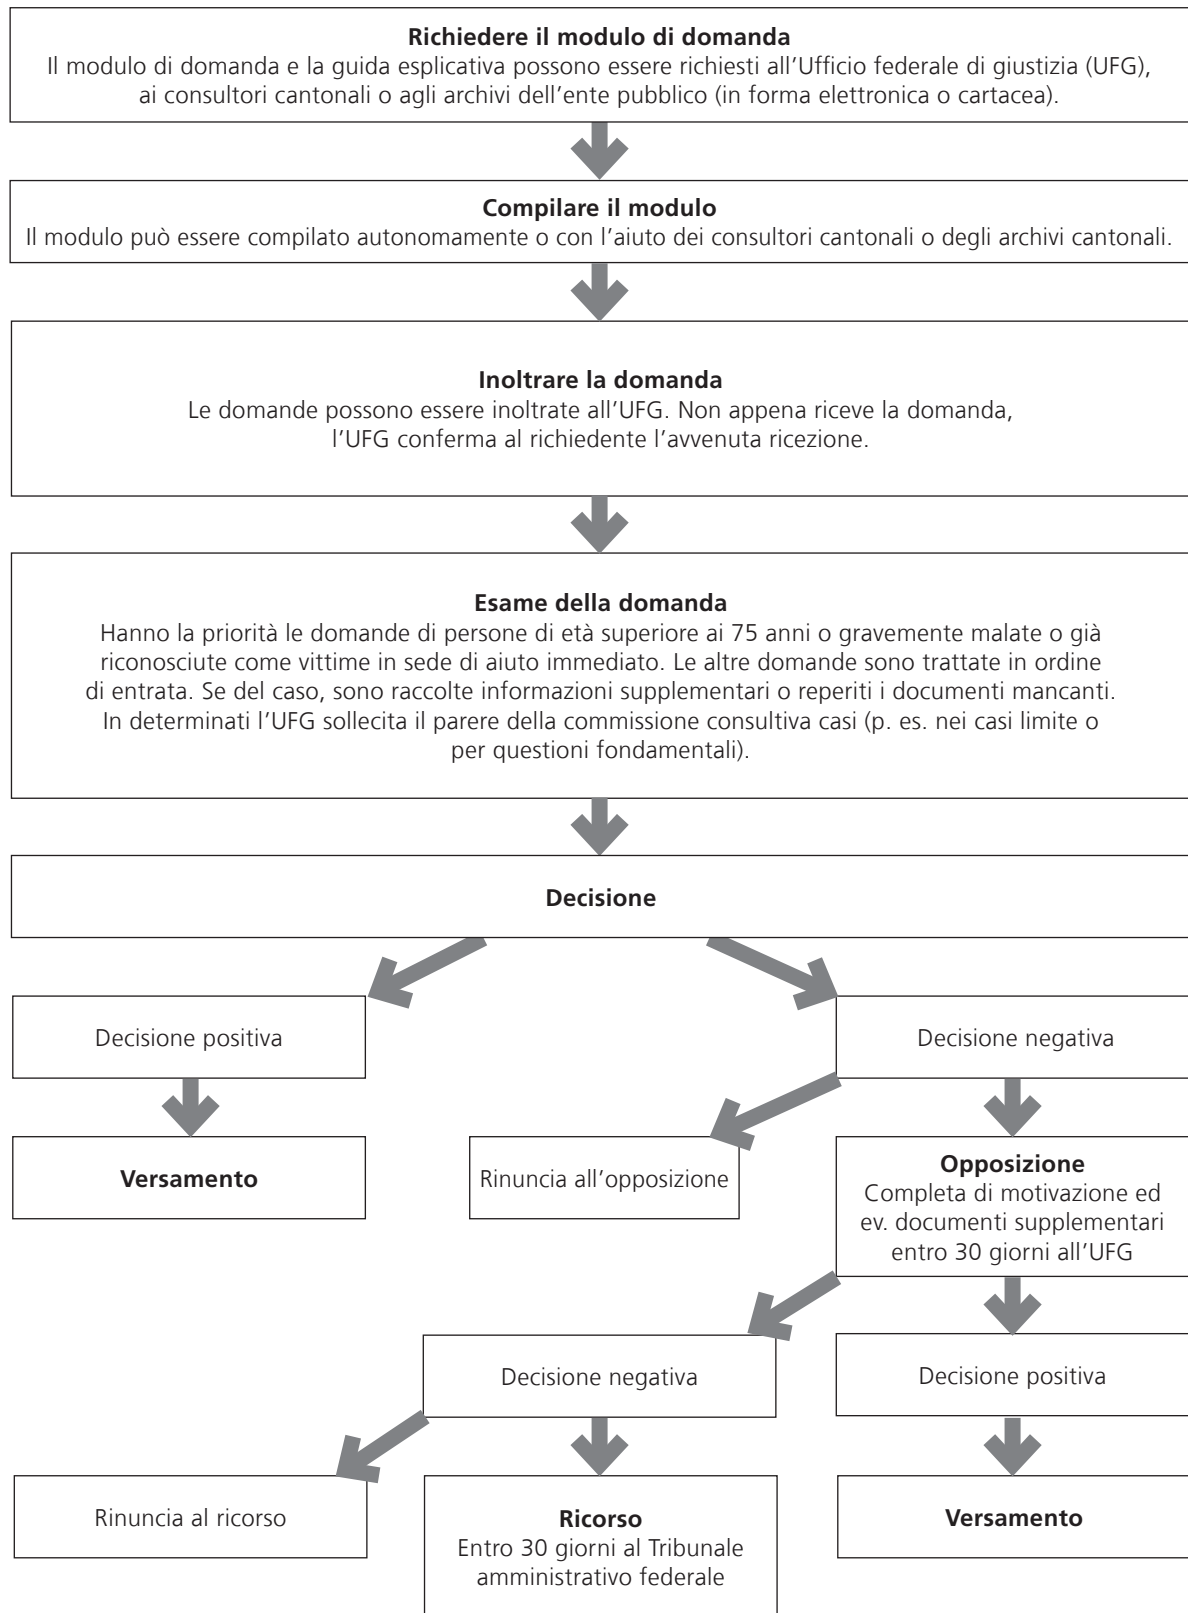 Richiedere il modulo di domanda
Il modulo di domanda e la guida esplicativa possono essere richiesti all'Ufficio federale di giustizia (UFG),
ai consultori cantonali o agli archivi dell'ente pubblico (in forma elettronica o cartacea).
Compilare il modulo
Il modulo può essere compilato autonomamente o con l'aiuto dei consultori cantonali o degli archivi cantonali.
Inoltrare la domanda
Le domande possono essere inoltrate all'UFG. Non appena riceve la domanda,
l'UFG conferma al richiedente l'avvenuta ricezione.
Esame della domanda
Hanno la priorità le domande di persone di età superiore ai 75 anni o gravemente malate o già
riconosciute come vittime in sede di aiuto immediato. Le altre domande sono trattate in ordine
di entrata. Se del caso, sono raccolte informazioni supplementari o reperiti i documenti mancanti.
In determinati l'UFG sollecita il parere della commissione consultiva casi (p. es. nei casi limite o
per questioni fondamentali).
Decisione
Decisione positiva
Decisione negativa
Versamento
Rinuncia all'opposizione
Opposizione
Completa di motivazione ed
ev. documenti supplementari
entro 30 giorni all'UFG
Decisione negativa
Decisione positiva
Rinuncia al ricorso
Ricorso
Entro 30 giorni al Tribunale
amministrativo federale
Versamento